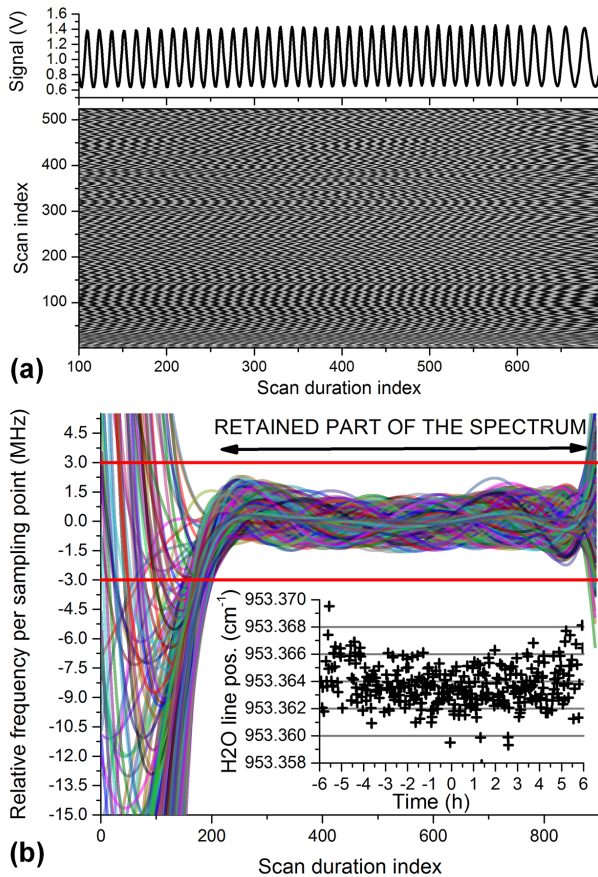 Signal (V)
1.6
1.4
1.2
1.0
0.8
0.6
Scan index
500
400
300
200
100
100 200 300 400 500 600
(a)
Scan duration index
RETAINED PART OF THE SPECTRUM
Relative frequency per sampling point (MHz)
4.5
3.0
1.5
0.0
-1.5
-3.0
-4.5
-6.0
-7.5
-9.0
-10.5
-12.0
-13.5
-15.0
H2O line pos. (cm-1)
953.370
953.368
953.366
953.364
953.362
953.360
953.358
-6 -5 -4 -3 -2 -1 0 1 2 3 4 5 6
Time (h)
0 200 400 600 800
(b)
Scan duration index